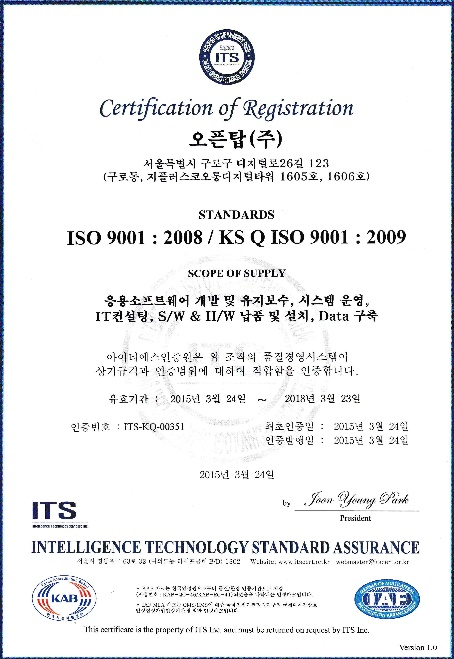 ITS
Certification of Registration
오픈탑(주)
서울특별시 구로구 디지털로26길 123
(구로동, 지플러스코오롱디지털타워 1605호, 1606호)
STANDARDS
ISO 9001 : 2008 / KS Q ISO 9001 : 2009
SCOPE OF SUPPLY
응용소프트웨어 개발 및 유지보수, 시스템 운영,
IT컨설팅, S/W & H/W 납품 및 설치, Data 구축
아이티에스인증원은 위 조직의 품질경영시스템이
상기규격과 인증범위에 대하여 적합함을 인증합니다.
유효기간 : 2015년 3월 24일 ~ 2018년 3월 23일
인증번호 : ITS-KQ-00351
최초인증일 : 2015년 3월 24일
인증발행일 : 2015년 3월 24일
2015년 3월 24일
by Joon Young Park
President
ITS
INTELLIGENCE TECHNOLOGY STANDARD ASSURANCE
KAB
IAF
This certificate is the property of ITS Inc. and must be returned on request by ITS Inc.
Version 1.0